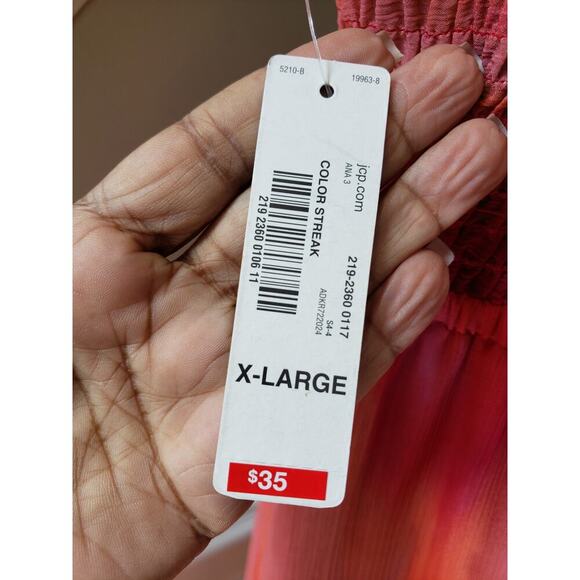 5210-B
19963-8
jcp.com
ANA 3
COLOR STREAK
219 2360 0106 11
219-2360 0117
S4-4
ADKR722024
X-LARGE
$35